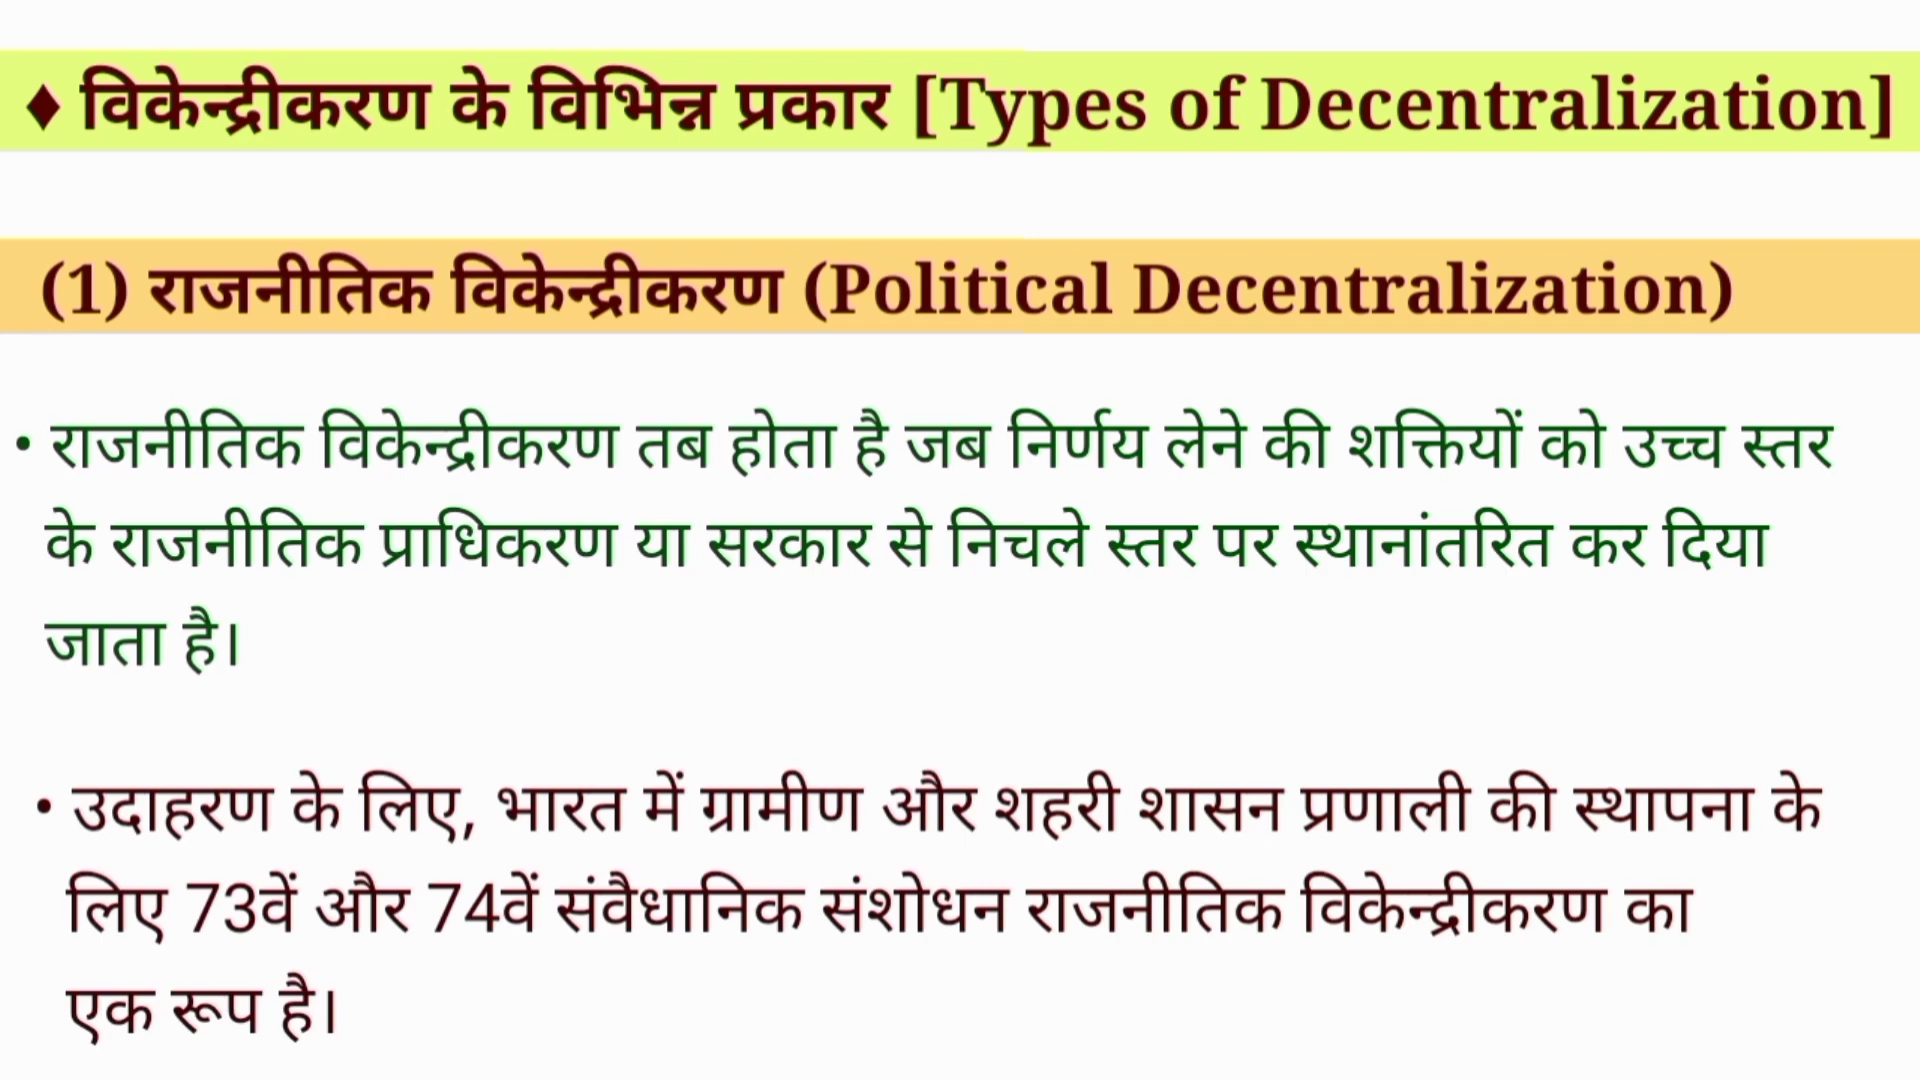 ♦ विकेन्द्रीकरण के विभिन्न प्रकार [Types of Decentralization]
(1) राजनीतिक विकेन्द्रीकरण (Political Decentralization)
• राजनीतिक विकेन्द्रीकरण तब होता है जब निर्णय लेने की शक्तियों को उच्च स्तर
के राजनीतिक प्राधिकरण या सरकार से निचले स्तर पर स्थानांतरित कर दिया
जाता है।
• उदाहरण के लिए, भारत में ग्रामीण और शहरी शासन प्रणाली की स्थापना के
लिए 73वें और 74वें संवैधानिक संशोधन राजनीतिक विकेन्द्रीकरण का
एक रूप है।